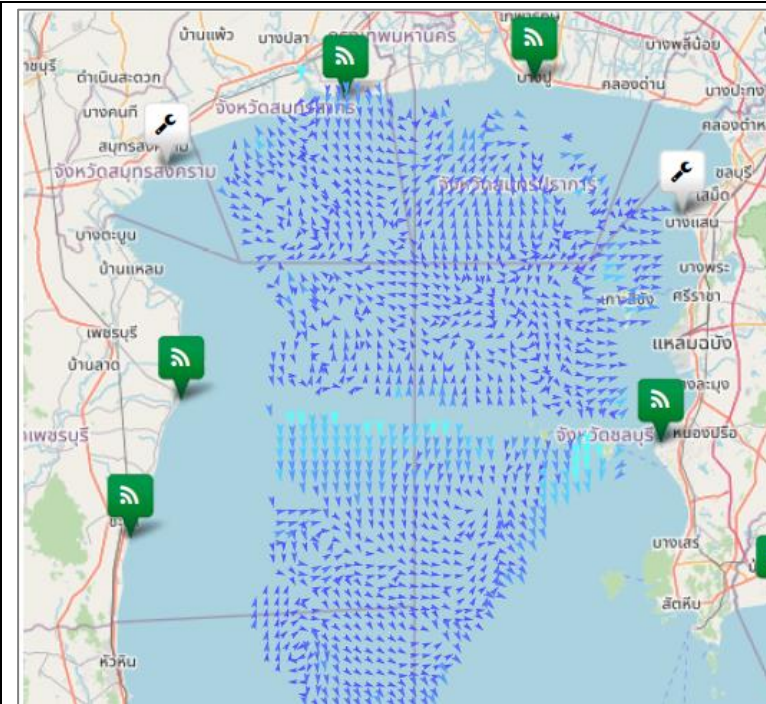 บ้านแพ้ว
บางปลา
บางพลีน้อย
ดำเนินสะดวก
บางปู
คลองด่าน
บางคนที
จังหวัดสมุทรสาคร
จังหวัดสมุทรสงคราม
จังหวัดสมุทรปราการ
ชลบุรี
เสม็ด
บางแสน
บางตะบูน
บ้านแหลม
บางพระ
เกาะสีชัง
ศรีราชา
เพชรบุรี
แหลมฉบัง
บ้านลาด
จังหวัดชลบุรี
หนองปรือ
บางเสร่
สัตหีบ
หัวหิน